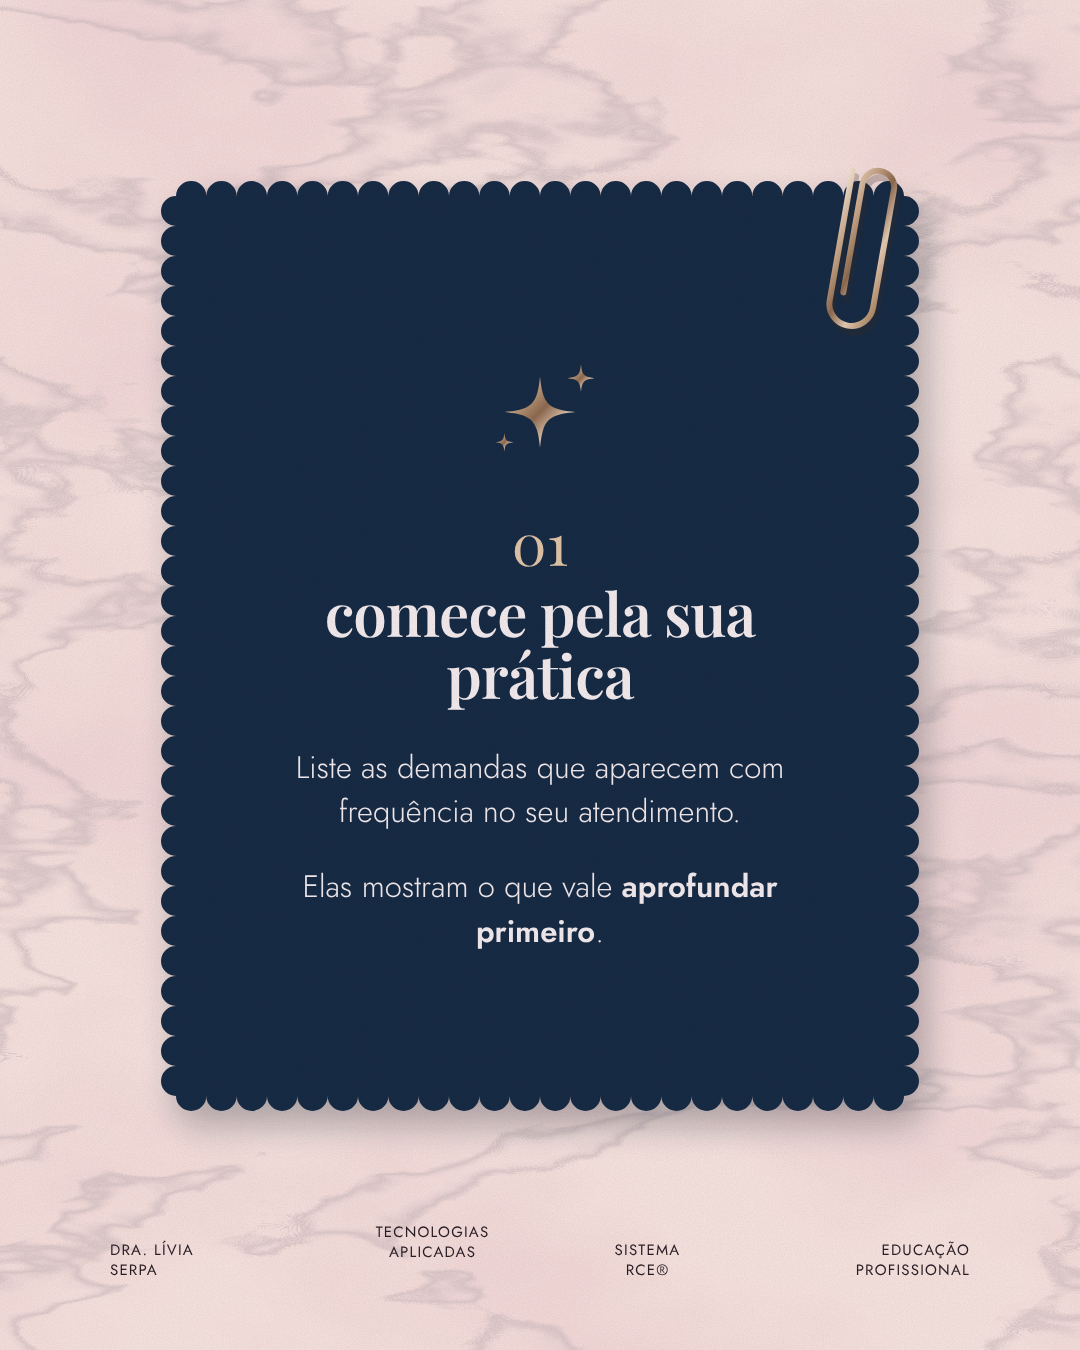 01
comece pela sua
prática
Liste as demandas que aparecem com
frequência no seu atendimento.
Elas mostram o que vale aprofundar
primeiro.
DRA. LÍVIA
SERPA
TECNOLOGIAS
APLICADAS
SISTEMA
RCE®
EDUCAÇÃO
PROFISSIONAL